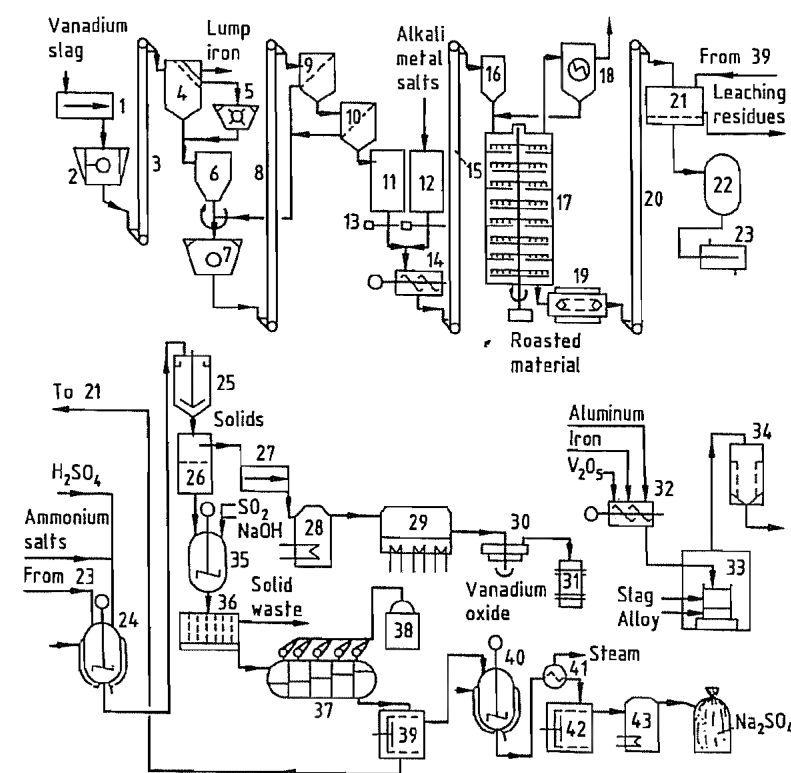 Vanadium
slag
Lump
iron
Alkali
metal
salts
From 39
Leaching
residues
1
2
3
4
5
6
7
8
9
10
11
12
13
14
15
16
17
18
19
20
21
22
23
Roasted
material
To 21
H₂SO₄
Ammonium
salts
From 23
24
25
Solids
26
27
SO₂
NaOH
28
29
30
31
Vanadium
oxide
35
36
Solid
waste
37
38
39
40
41
Steam
42
43
Na₂SO₄
Aluminum
Iron
V₂O₅
32
33
34
Slag
Alloy